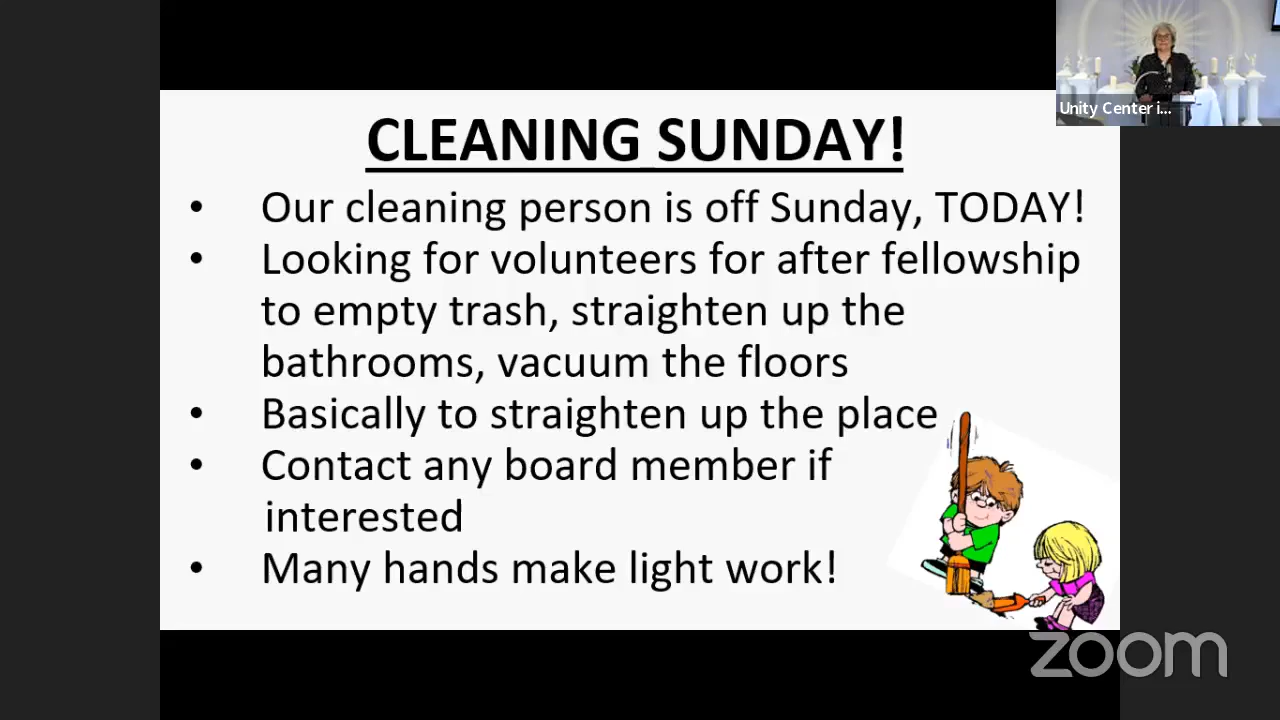 CLEANING SUNDAY!
• Our cleaning person is off Sunday, TODAY!
• Looking for volunteers for after fellowship
to empty trash, straighten up the
bathrooms, vacuum the floors
• Basically to straighten up the place
• Contact any board member if
interested
• Many hands make light work!
Unity Center i...
zoom